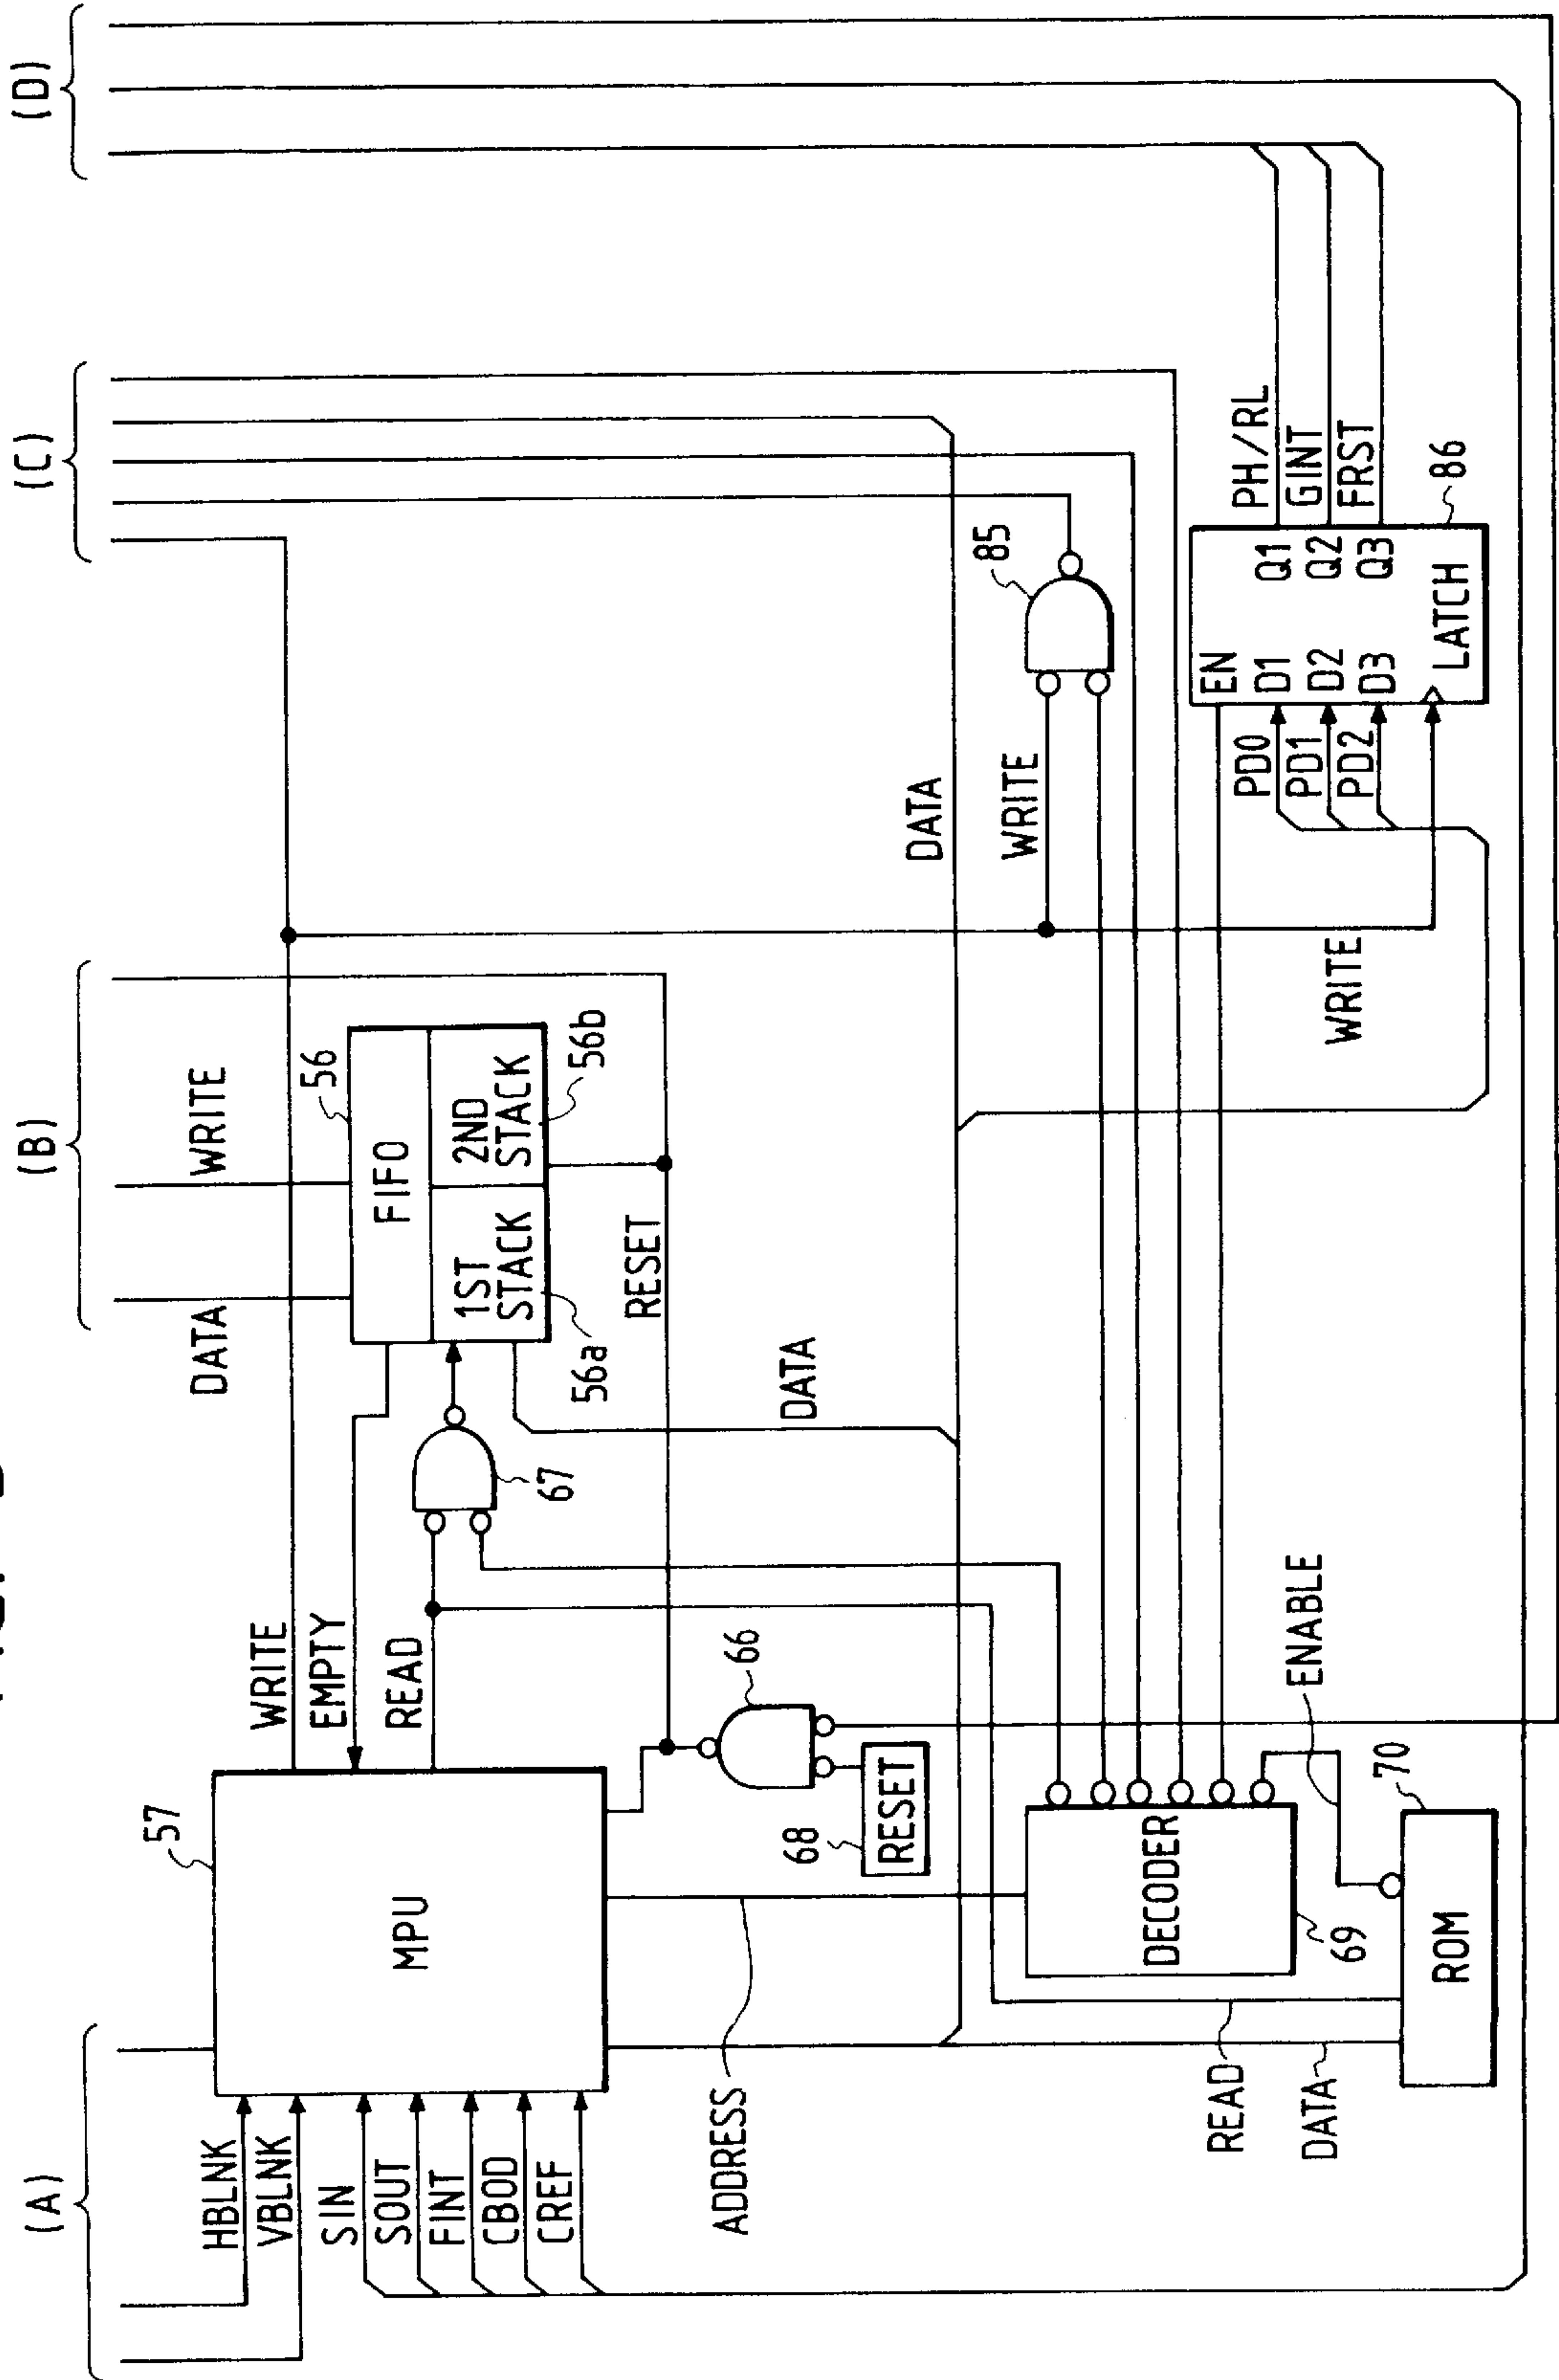 (A)
(B)
(C)
(D)
HBLNK
VBLNK
SIN
SOUT
FINT
CBOD
CREF
57
MPU
WRITE
EMPTY
READ
DATA
WRITE
56
FIFO
1ST
STACK
2ND
STACK
56a
56b
67
RESET
66
68
RESET
ADDRESS
DATA
DATA
DECODER
69
ENABLE
70
ROM
READ
DATA
WRITE
85
WRITE
PD0
PD1
PD2
EN
D1
D2
D3
Q1
Q2
Q3
LATCH
86
PH/RL
GINT
FRST